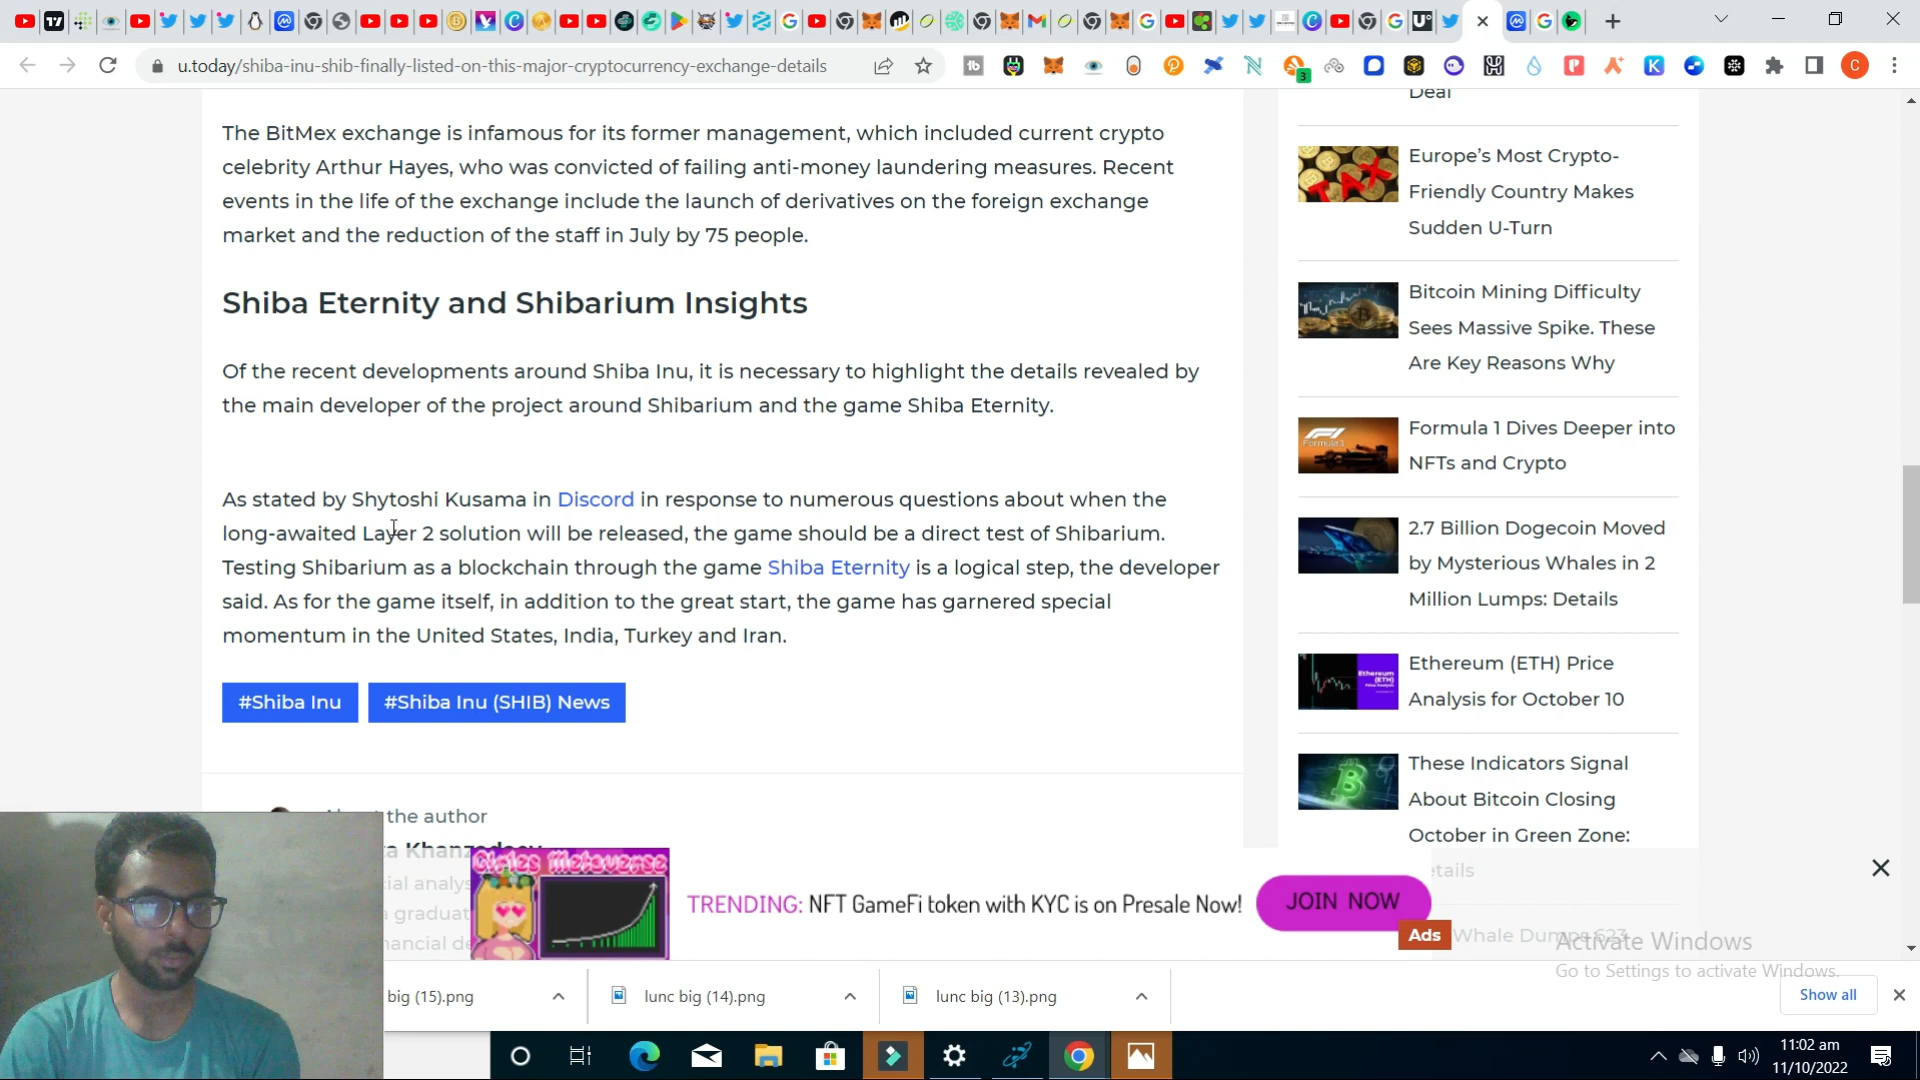 u.today/shiba-inu-shib-finally-listed-on-this-major-cryptocurrency-exchange-details
The BitMex exchange is infamous for its former management, which included current crypto
celebrity Arthur Hayes, who was convicted of failing anti-money laundering measures. Recent
events in the life of the exchange include the launch of derivatives on the foreign exchange
market and the reduction of the staff in July by 75 people.
Shiba Eternity and Shibarium Insights
Of the recent developments around Shiba Inu, it is necessary to highlight the details revealed by
the main developer of the project around Shibarium and the game Shiba Eternity.
As stated by Shytoshi Kusama in Discord in response to numerous questions about when the
long-awaited Layer 2 solution will be released, the game should be a direct test of Shibarium.
Testing Shibarium as a blockchain through the game Shiba Eternity is a logical step, the developer
said. As for the game itself, in addition to the great start, the game has garnered special
momentum in the United States, India, Turkey and Iran.
#Shiba Inu #Shiba Inu (SHIB) News
the author
Deal
Europe's Most Crypto-
Friendly Country Makes
Sudden U-Turn
Bitcoin Mining Difficulty
Sees Massive Spike. These
Are Key Reasons Why
Formula 1 Dives Deeper into
NFTs and Crypto
2.7 Billion Dogecoin Moved
by Mysterious Whales in 2
Million Lumps: Details
Ethereum (ETH) Price
Analysis for October 10
These Indicators Signal
About Bitcoin Closing
October in Green Zone:
TRENDING: NFT GameFi token with KYC is on Presale Now!
JOIN NOW
Ads
Whale Dumps 623
Activate Windows
Go to Settings to activate Windows.
big (15).png
lunc big (14).png
lunc big (13).png
Show all
11:02 am
11/10/2022